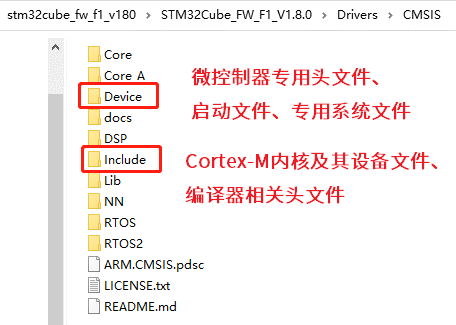 stm32cube_fw_f1_v180 > STM32Cube_FW_F1_V1.8.0 > Drivers > CMSIS
Core
Core_A
Device
docs
DSP
Include
Lib
NN
RTOS
RTOS2
ARM.CMSIS.pdsc
LICENSE.txt
README.md
微控制器专用头文件、
启动文件、专用系统文件
Cortex-M内核及其设备文件、
编译器相关头文件